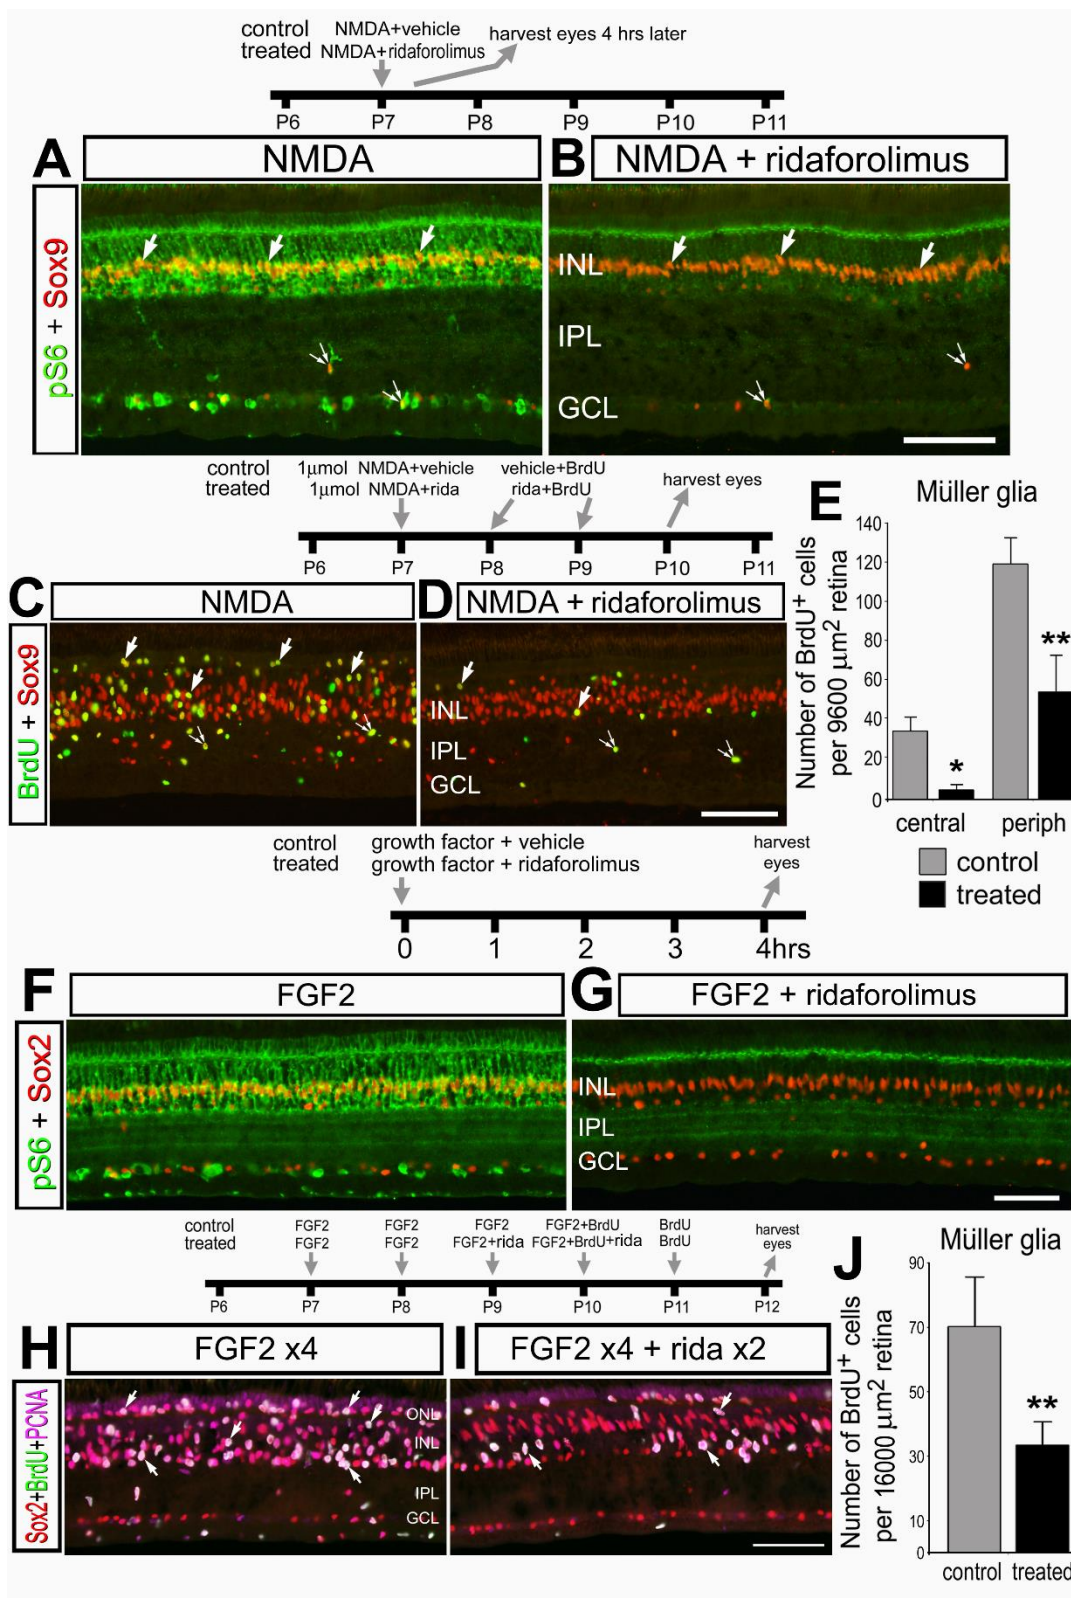 control NMDA+vehicle
treated NMDA+ridaforolimus
harvest eyes 4 hrs later
P6 P7 P8 P9 P10 P11
A NMDA
B NMDA + ridaforolimus
pS6 + Sox9
INL
IPL
GCL
control 1µmol NMDA+vehicle vehicle+BrdU
treated 1µmol NMDA+rida rida+BrdU
harvest eyes
P6 P7 P8 P9 P10 P11
C NMDA
D NMDA + ridaforolimus
BrdU + Sox9
INL
IPL
GCL
E Müller glia
Number of BrdU+ cells
per 9600 µm2 retina
140
120
100
80
60
40
20
0
*
**
central periph
control
treated
control growth factor + vehicle
treated growth factor + ridaforolimus
harvest
eyes
0 1 2 3 4hrs
F FGF2
G FGF2 + ridaforolimus
pS6 + Sox2
INL
IPL
GCL
control FGF2 FGF2 FGF2 FGF2+BrdU BrdU
treated FGF2 FGF2 FGF2+rida FGF2+BrdU+rida BrdU
harvest
eyes
P6 P7 P8 P9 P10 P11 P12
H FGF2 x4
I FGF2 x4 + rida x2
Sox2+BrdU+PCNA
ONL
INL
IPL
GCL
J Müller glia
Number of BrdU+ cells
per 16000 µm2 retina
90
70
50
30
10
0
**
control treated